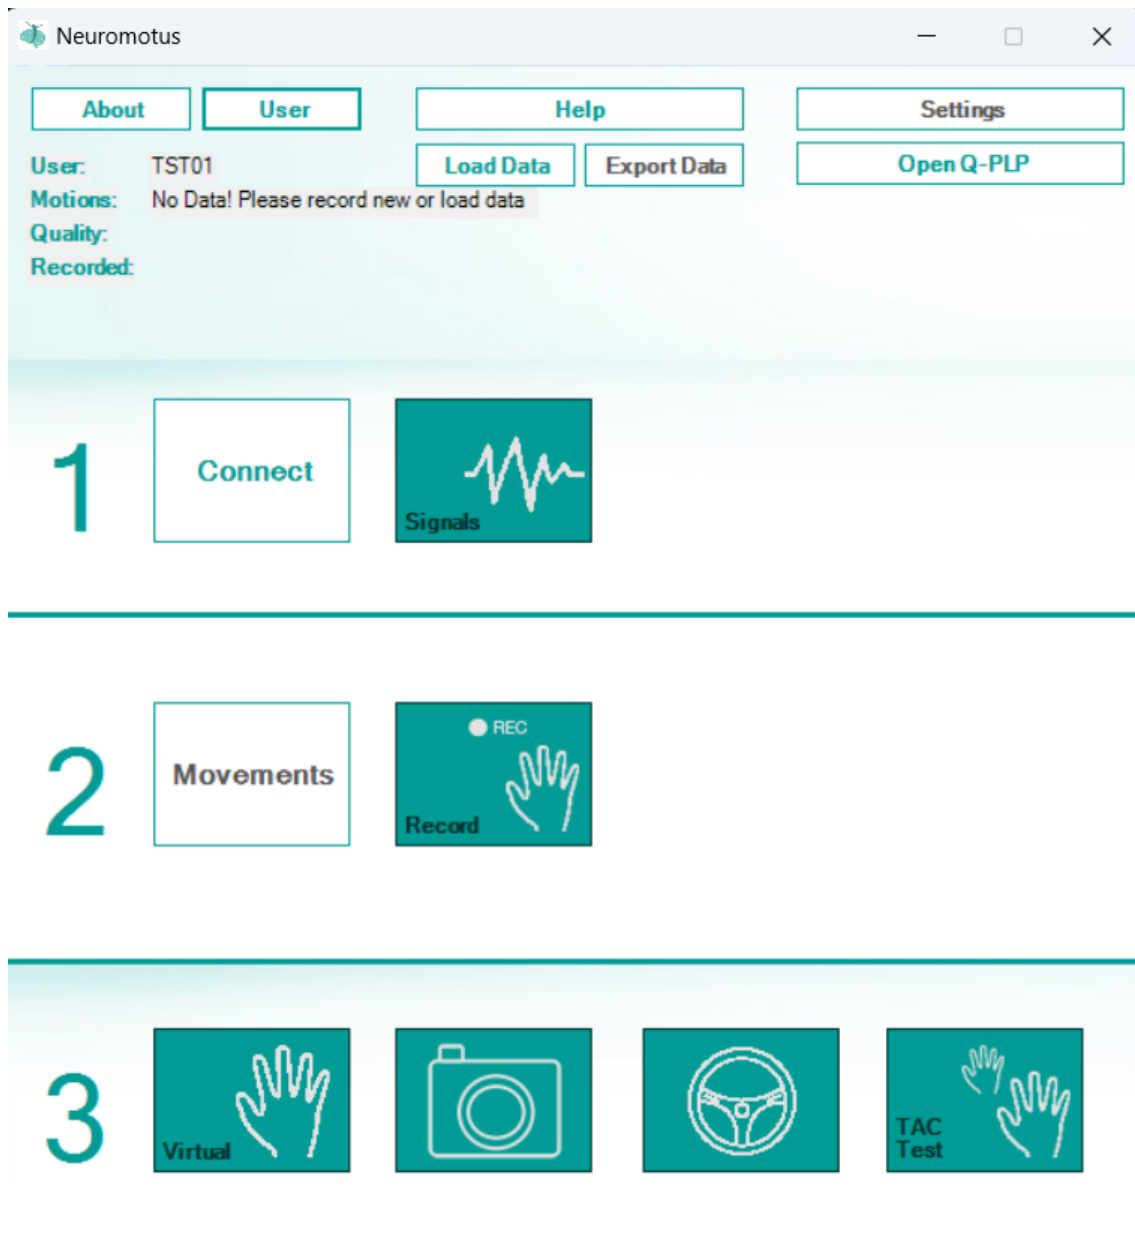 Neuromotus
About User Help Settings
Load Data Export Data Open Q-PLP
User: TST01
Motions: No Data! Please record new or load data
Quality:
Recorded:
1 Connect Signals
2 Movements REC Record
3 Virtual TAC Test